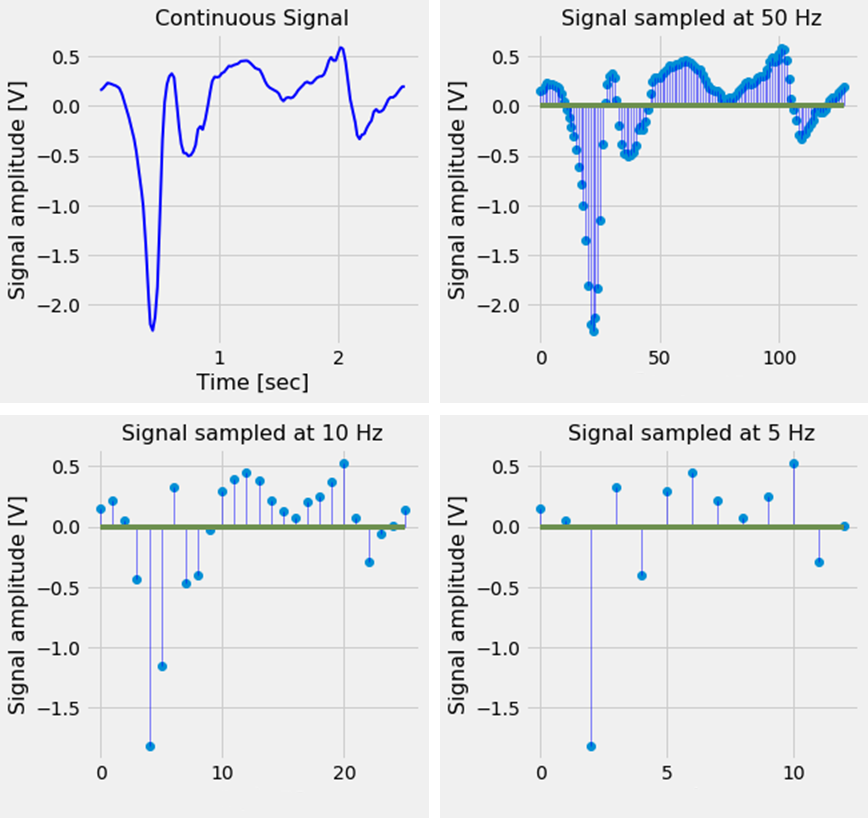 Continuous Signal
Signal amplitude [V]
0.5
0.0
−0.5
−1.0
−1.5
−2.0
1 2
Time [sec]
Signal sampled at 50 Hz
Signal amplitude [V]
0.5
0.0
−0.5
−1.0
−1.5
−2.0
0 50 100
Signal sampled at 10 Hz
Signal amplitude [V]
0.5
0.0
−0.5
−1.0
−1.5
0 10 20
Signal sampled at 5 Hz
Signal amplitude [V]
0.5
0.0
−0.5
−1.0
−1.5
0 5 10